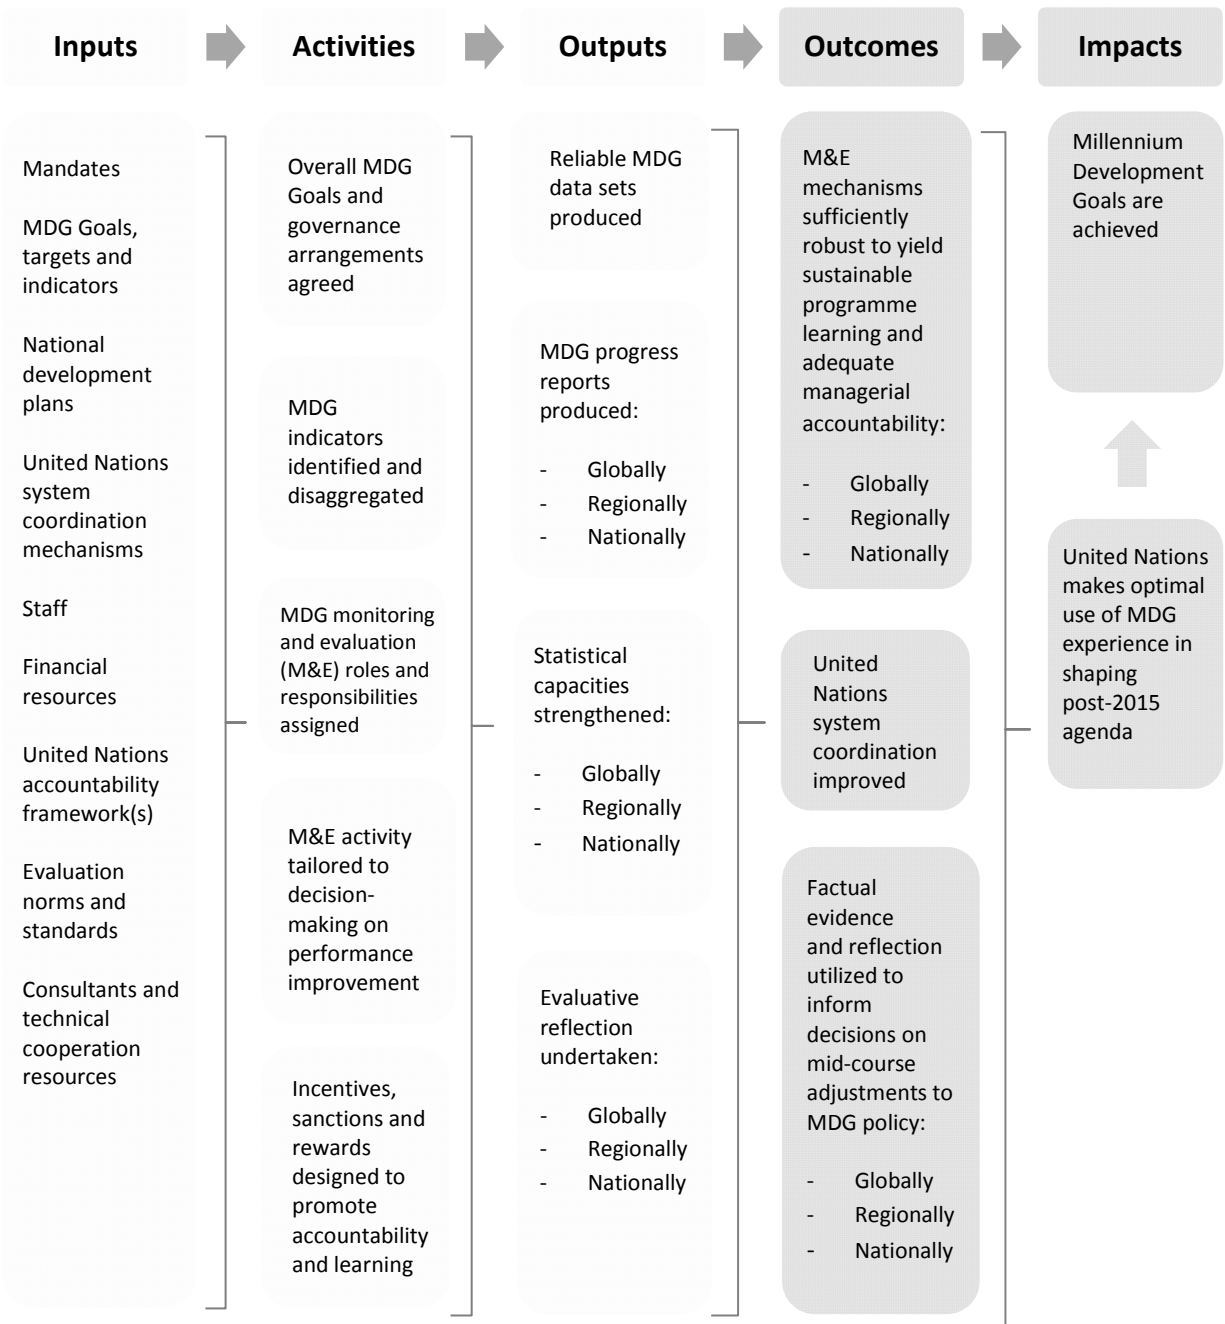 Inputs
Activities
Outputs
Outcomes
Impacts
Mandates
MDG Goals,
targets and
indicators
National
development
plans
United Nations
system
coordination
mechanisms
Staff
Financial
resources
United Nations
accountability
framework(s)
Evaluation
norms and
standards
Consultants and
technical
cooperation
resources
Overall MDG
Goals and
governance
arrangements
agreed
MDG
indicators
identified and
disaggregated
MDG monitoring
and evaluation
(M&E) roles and
responsibilities
assigned
M&E activity
tailored to
decision-
making on
performance
improvement
Incentives,
sanctions and
rewards
designed to
promote
accountability
and learning
Reliable MDG
data sets
produced
MDG progress
reports
produced:
- Globally
- Regionally
- Nationally
Statistical
capacities
strengthened:
- Globally
- Regionally
- Nationally
Evaluative
reflection
undertaken:
- Globally
- Regionally
- Nationally
M&E
mechanisms
sufficiently
robust to yield
sustainable
programme
learning and
adequate
managerial
accountability:
- Globally
- Regionally
- Nationally
United
Nations
system
coordination
improved
Factual
evidence
and reflection
utilized to
inform
decisions on
mid-course
adjustments to
MDG policy:
- Globally
- Regionally
- Nationally
Millennium
Development
Goals are
achieved
United Nations
makes optimal
use of MDG
experience in
shaping
post-2015
agenda